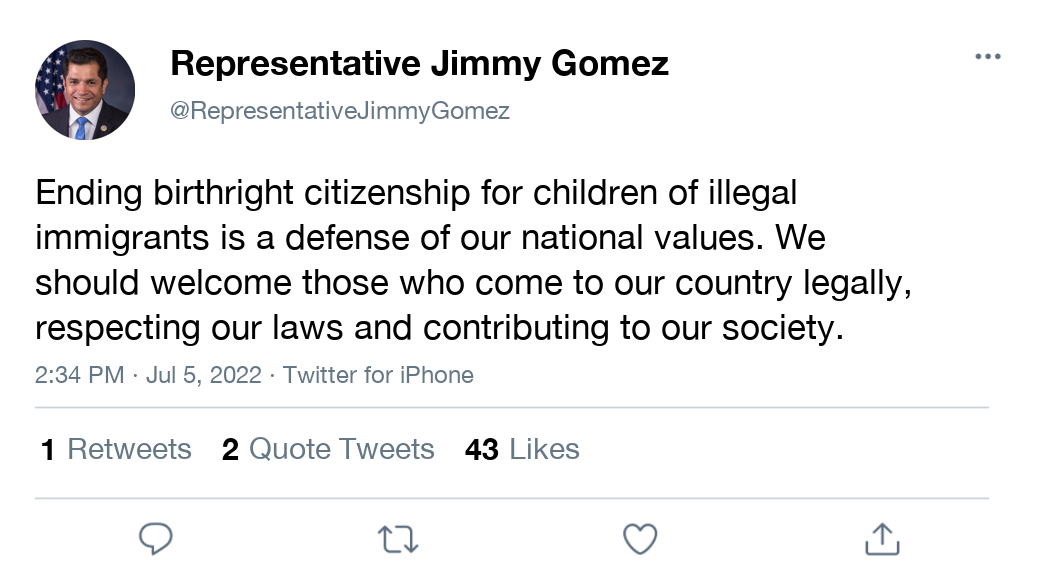 Representative Jimmy Gomez
@RepresentativeJimmyGomez
Ending birthright citizenship for children of illegal
immigrants is a defense of our national values. We
should welcome those who come to our country legally,
respecting our laws and contributing to our society.
2:34 PM · Jul 5, 2022 · Twitter for iPhone
1 Retweets 2 Quote Tweets 43 Likes